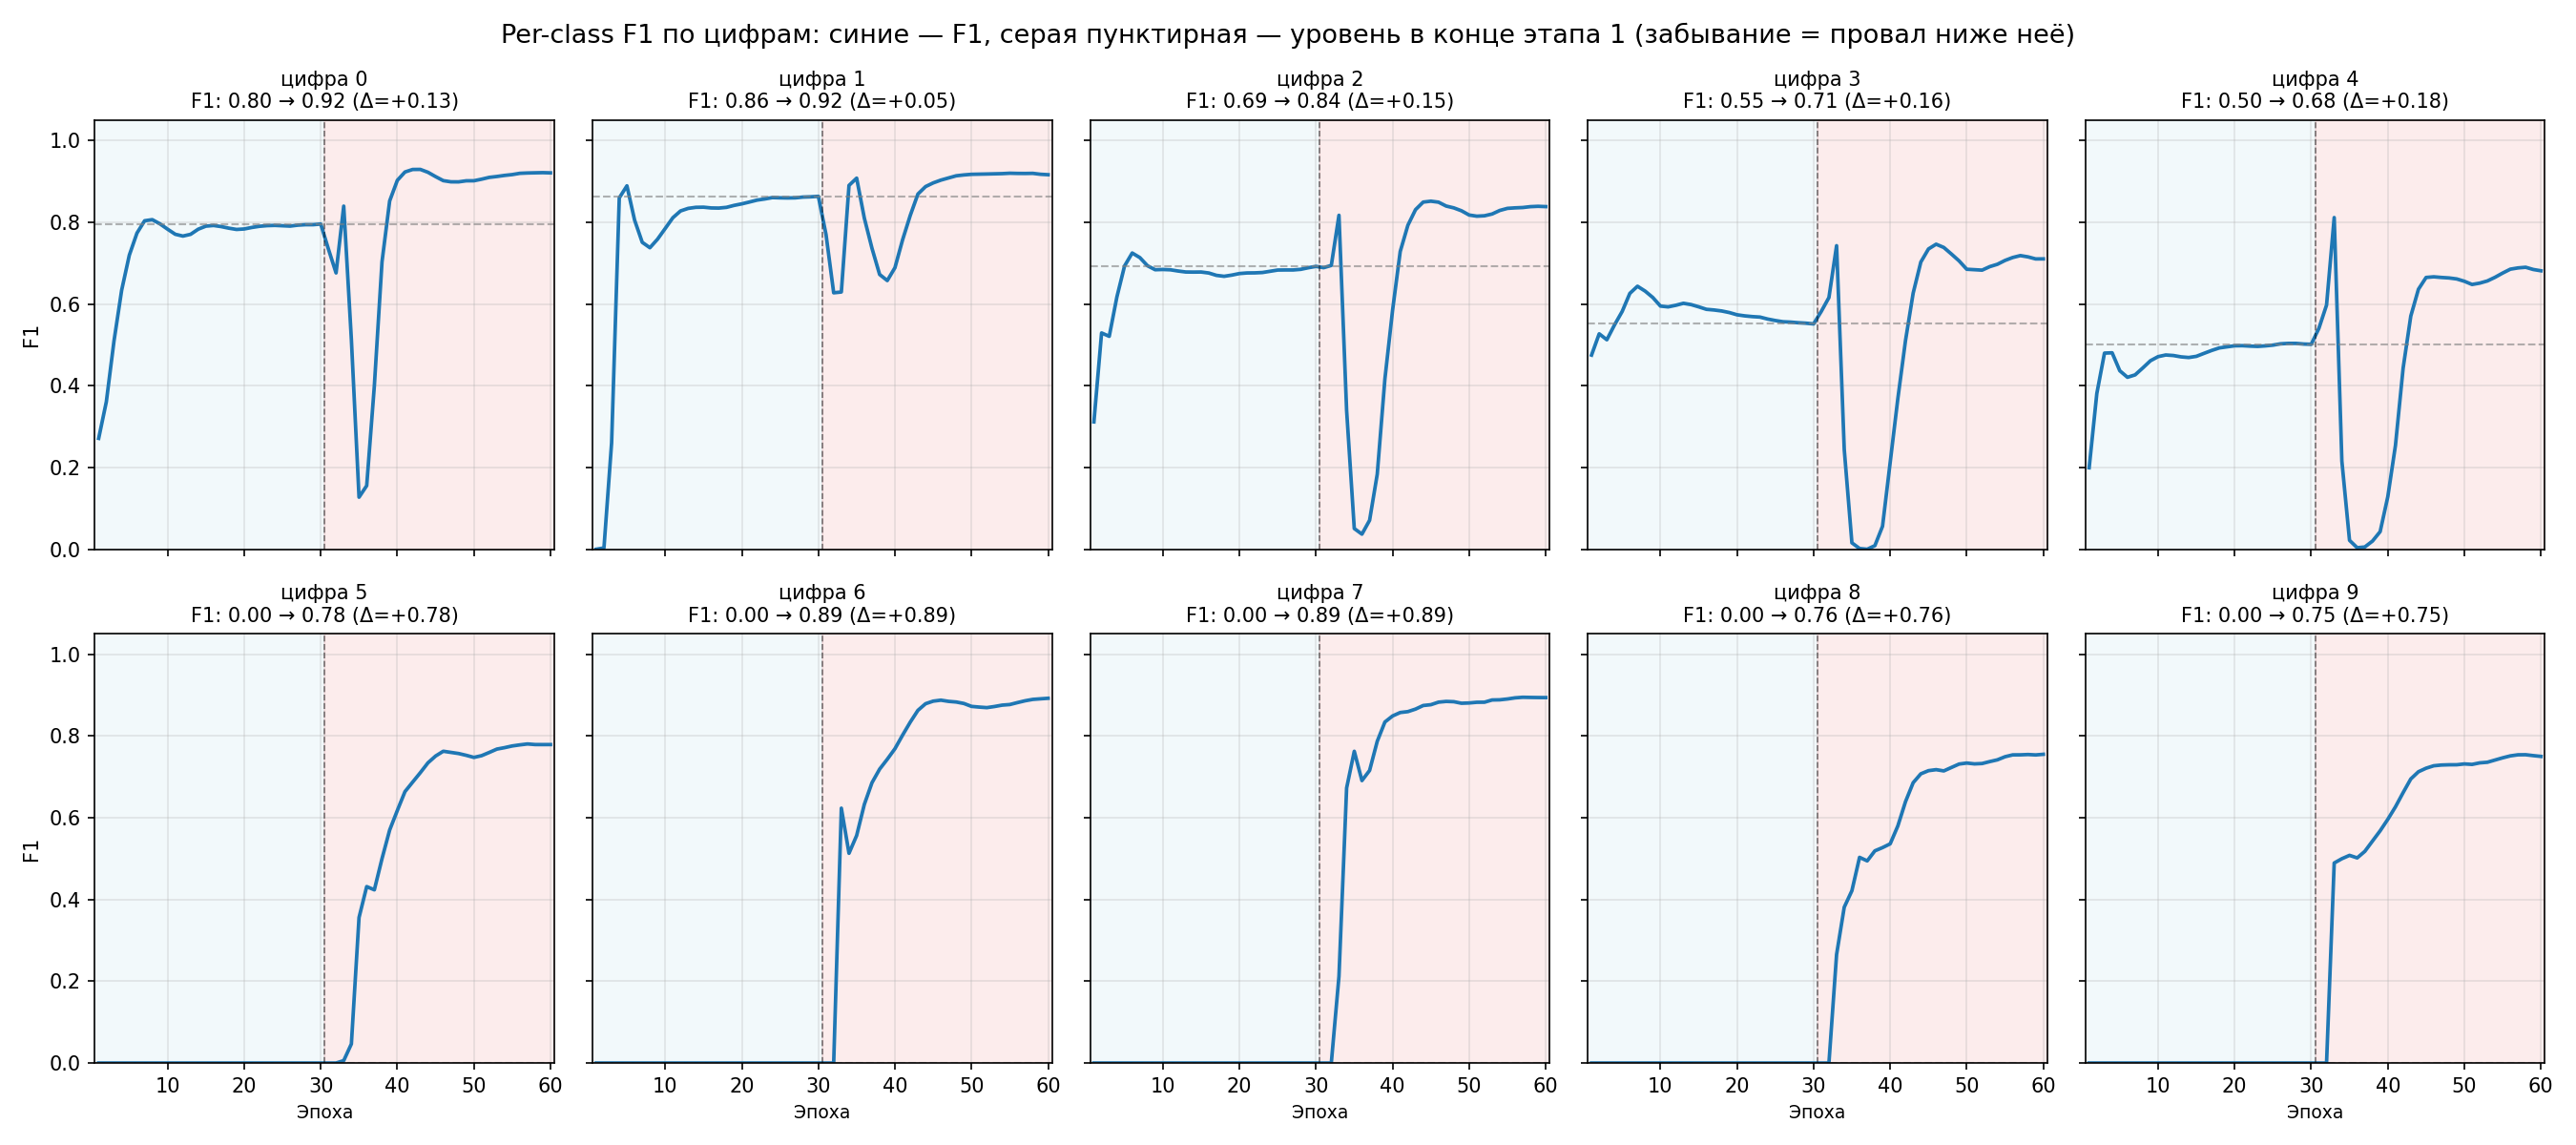 Per-class F1 по цифрам: синие — F1, серая пунктирная — уровень в конце этапа 1 (забывание = провал ниже неё)
цифра 0
F1: 0.80 → 0.92 (Δ=+0.13)
цифра 1
F1: 0.86 → 0.92 (Δ=+0.05)
цифра 2
F1: 0.69 → 0.84 (Δ=+0.15)
цифра 3
F1: 0.55 → 0.71 (Δ=+0.16)
цифра 4
F1: 0.50 → 0.68 (Δ=+0.18)
1.0
0.8
0.6
0.4
0.2
0.0
F1
10 20 30 40 50 60
10 20 30 40 50 60
10 20 30 40 50 60
10 20 30 40 50 60
10 20 30 40 50 60
цифра 5
F1: 0.00 → 0.78 (Δ=+0.78)
цифра 6
F1: 0.00 → 0.89 (Δ=+0.89)
цифра 7
F1: 0.00 → 0.89 (Δ=+0.89)
цифра 8
F1: 0.00 → 0.76 (Δ=+0.76)
цифра 9
F1: 0.00 → 0.75 (Δ=+0.75)
1.0
0.8
0.6
0.4
0.2
0.0
F1
Эпоха
Эпоха
Эпоха
Эпоха
Эпоха